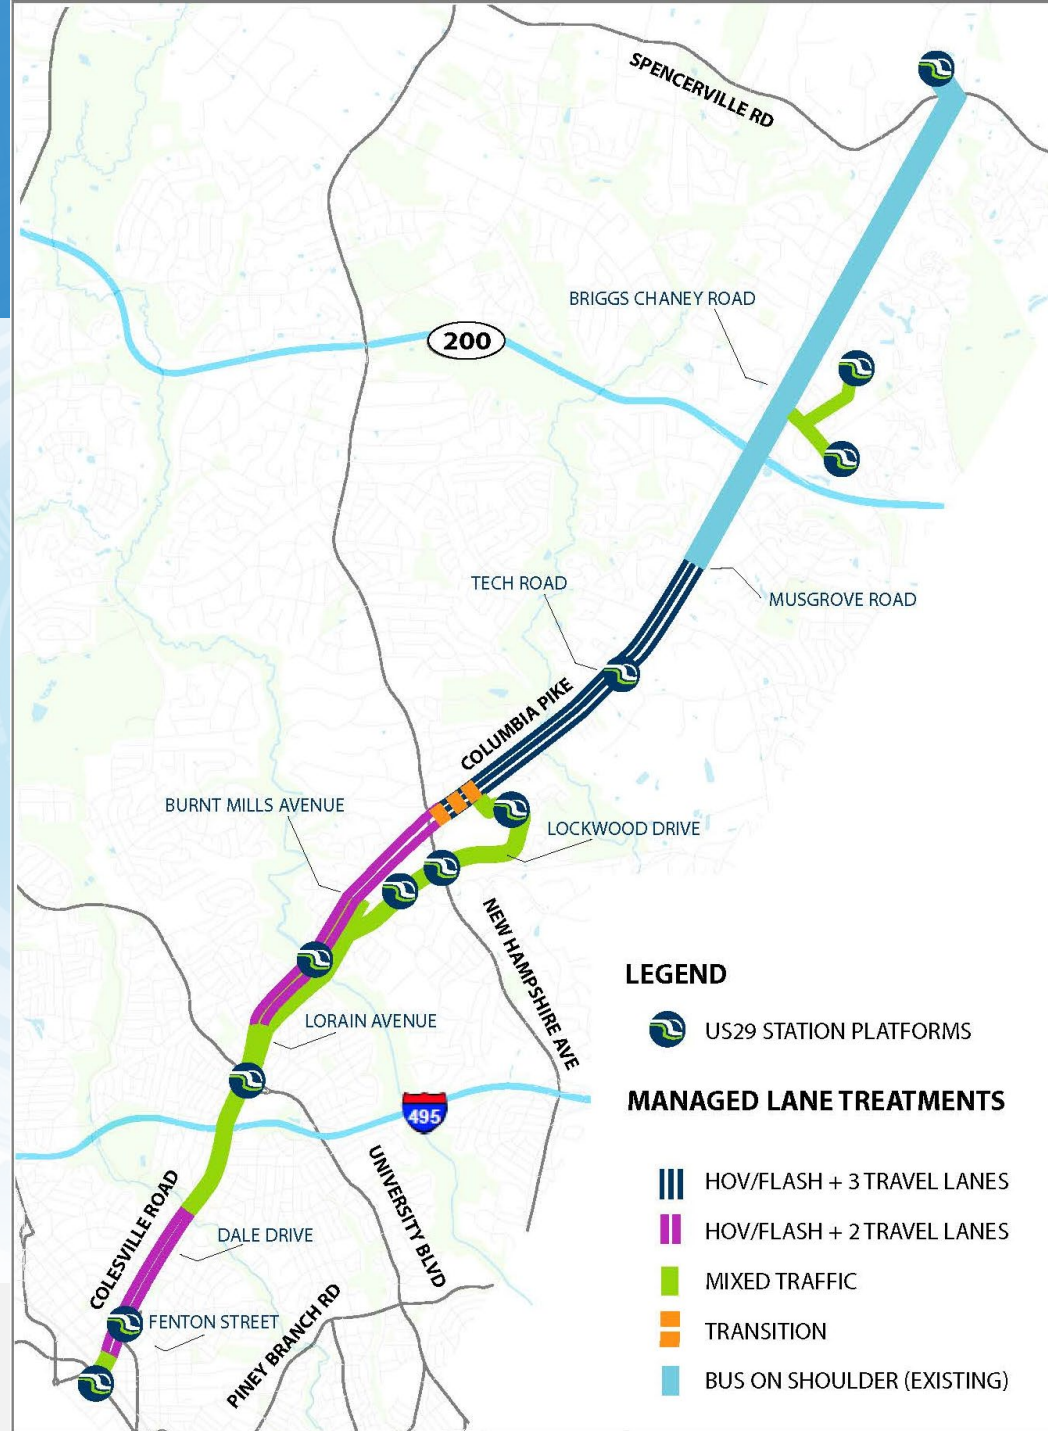 SPENCERVILLE RD
BRIGGS CHANEY ROAD
200
TECH ROAD
MUSGROVE ROAD
COLUMBIA PIKE
BURNT MILLS AVENUE
LOCKWOOD DRIVE
NEW HAMPSHIRE AVE
LORAIN AVENUE
495
UNIVERSITY BLVD
COLESVILLE ROAD
DALE DRIVE
FENTON STREET
PINEY BRANCH RD
LEGEND
US29 STATION PLATFORMS
MANAGED LANE TREATMENTS
HOV/FLASH + 3 TRAVEL LANES
HOV/FLASH + 2 TRAVEL LANES
MIXED TRAFFIC
TRANSITION
BUS ON SHOULDER (EXISTING)